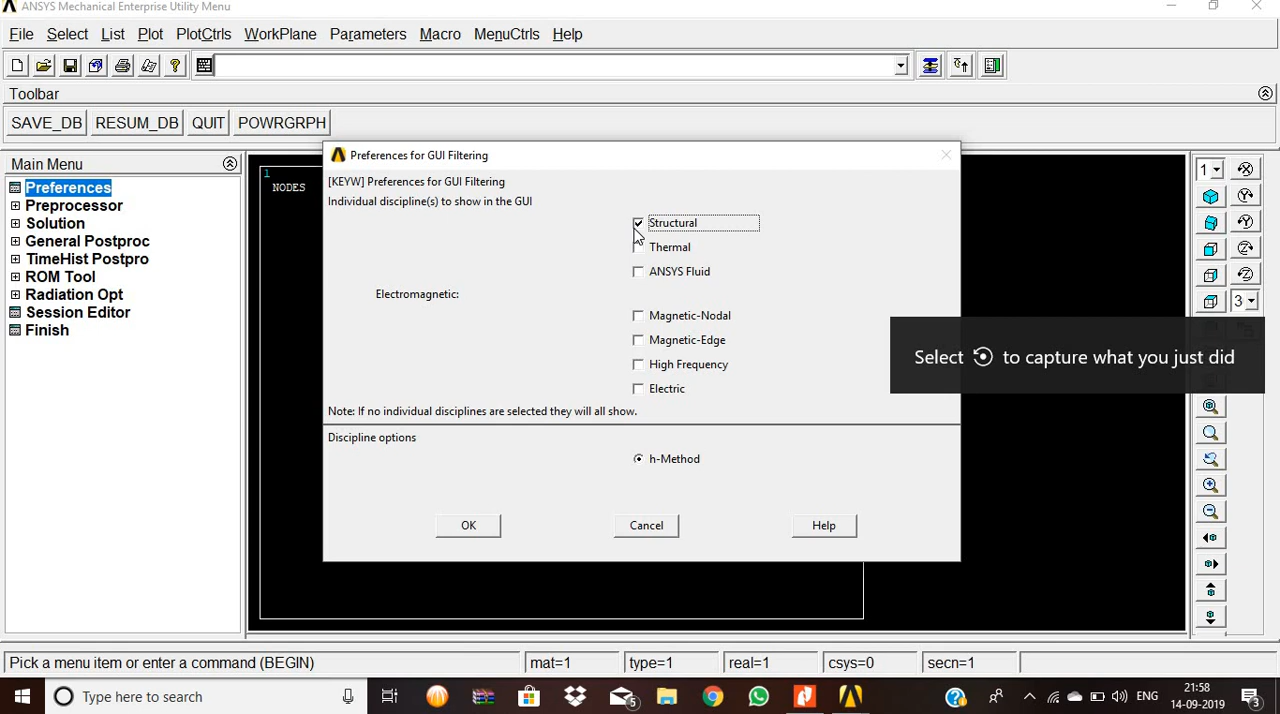 ANSYS Mechanical Enterprise Utility Menu
File Select List Plot PlotCtrls WorkPlane Parameters Macro MenuCtrls Help
Toolbar
SAVE_DB RESUM_DB QUIT POWRGRPH
Main Menu
Preferences
Preprocessor
Solution
General Postproc
TimeHist Postpro
ROM Tool
Radiation Opt
Session Editor
Finish
1
NODES
Preferences for GUI Filtering
[KEYW] Preferences for GUI Filtering
Individual discipline(s) to show in the GUI
Structural
Thermal
ANSYS Fluid
Electromagnetic:
Magnetic-Nodal
Magnetic-Edge
High Frequency
Electric
Note: If no individual disciplines are selected they will all show.
Discipline options
h-Method
OK Cancel Help
Select to capture what you just did
1
3
Pick a menu item or enter a command (BEGIN) mat=1 type=1 real=1 csys=0 secn=1
Type here to search
5
ENG
21:58
14-09-2019
3